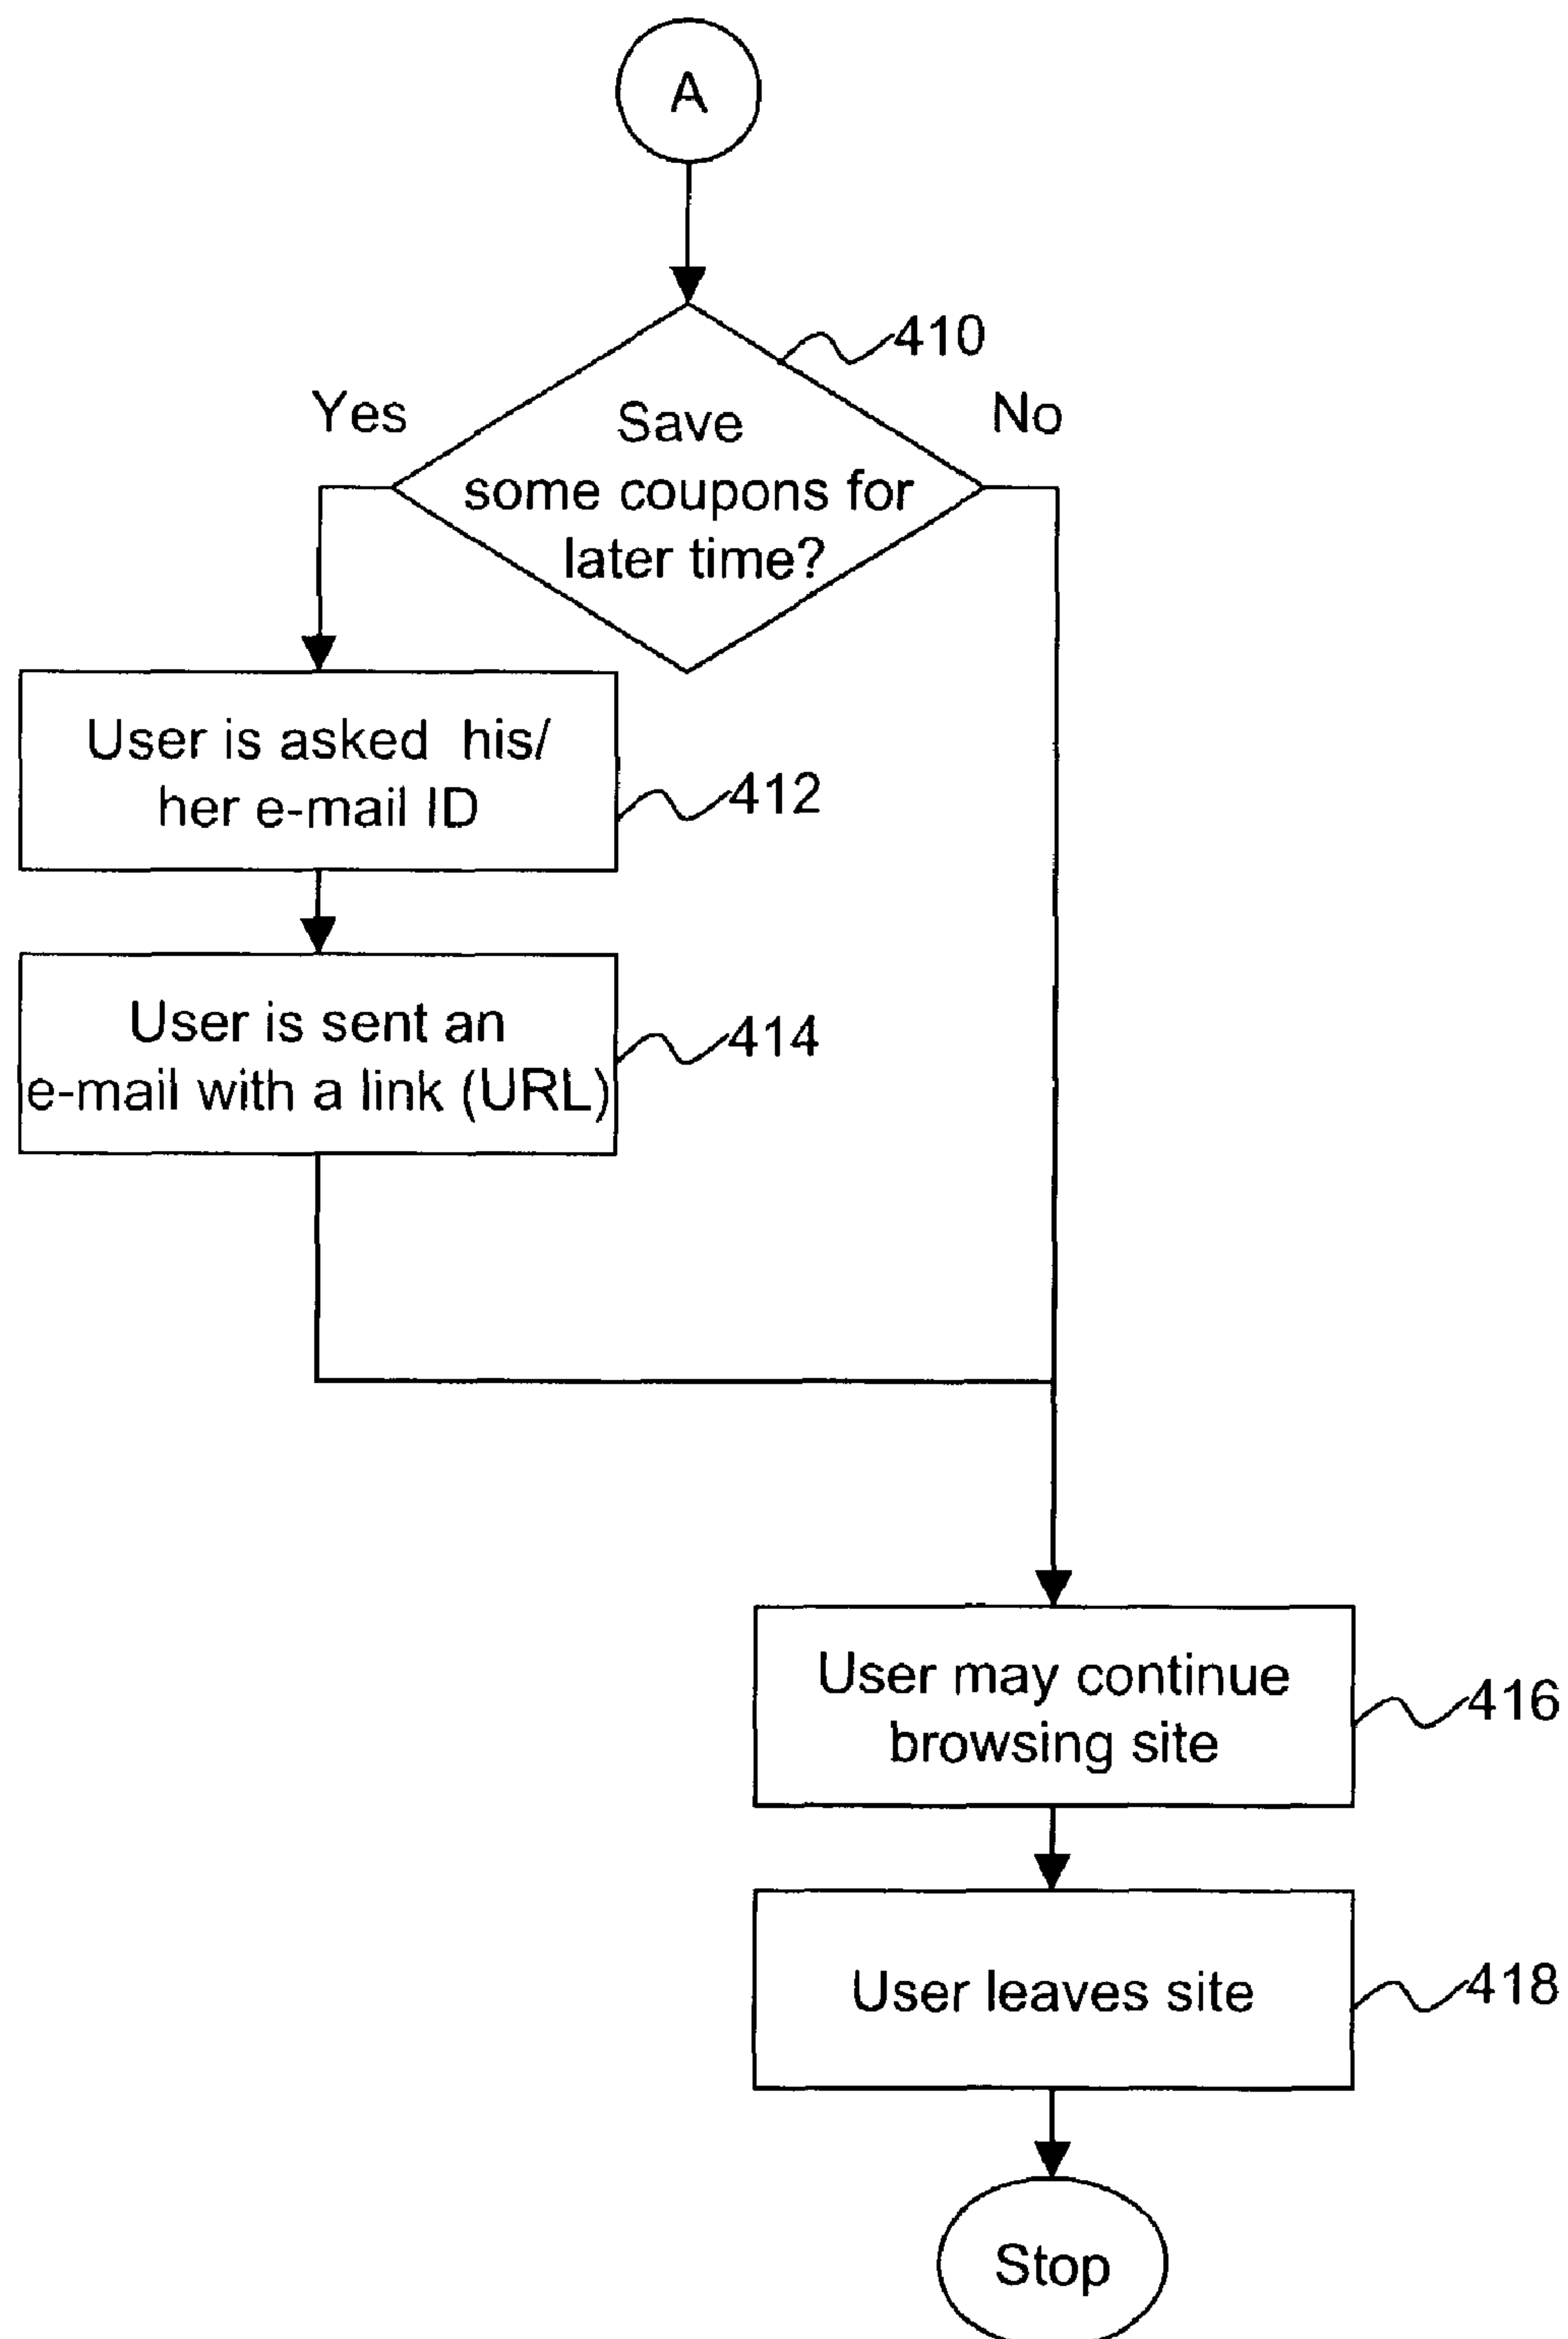 A
410
Yes
No
Save
some coupons for
later time?
User is asked his/
her e-mail ID
412
User is sent an
e-mail with a link (URL)
414
User may continue
browsing site
416
User leaves site
418
Stop